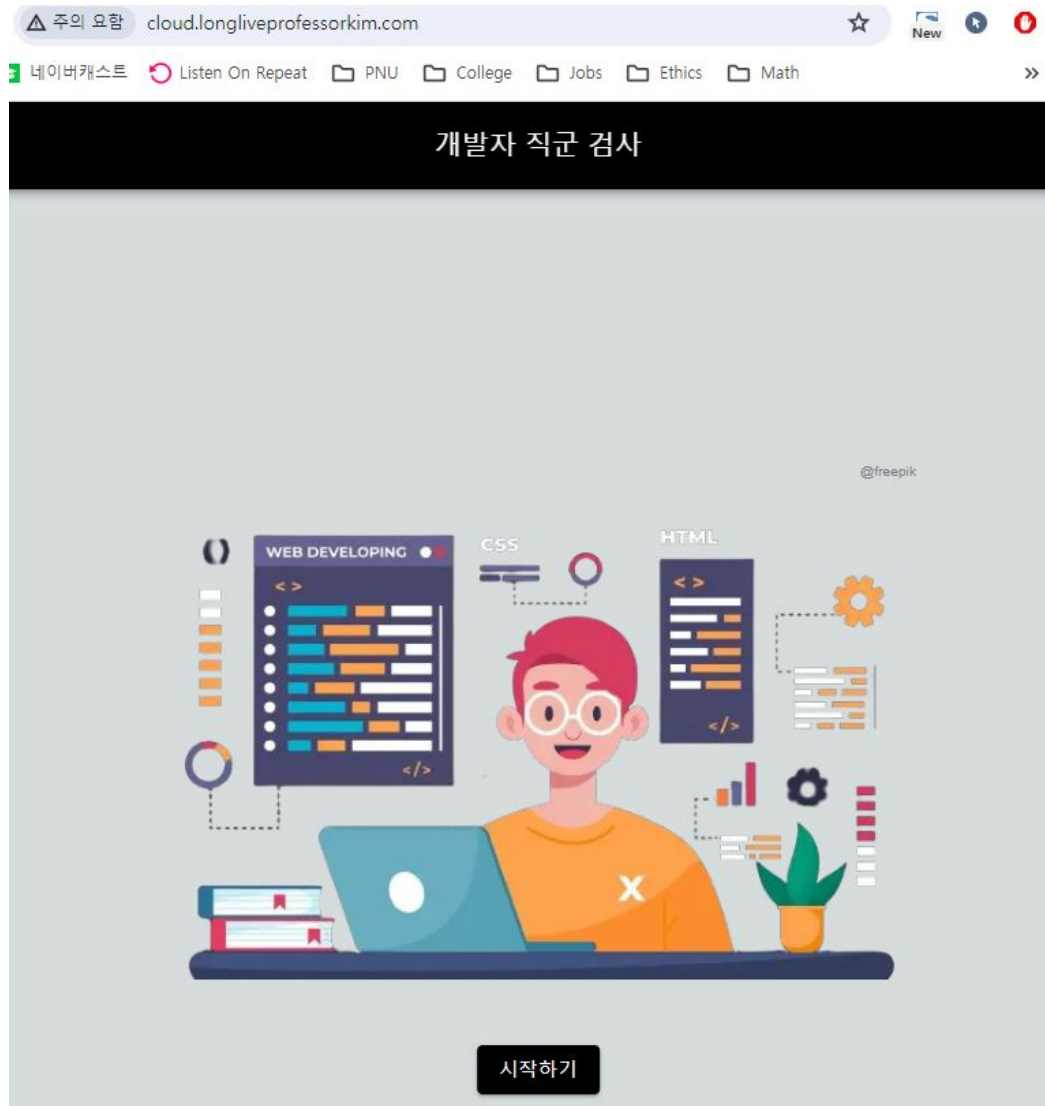 주의 요함 cloud.longliveprofessorkim.com New
네이버캐스트 Listen On Repeat PNU College Jobs Ethics Math »
개발자 직군 검사
@freepik
() WEB DEVELOPING CSS HTML
< > < >
</> </>
X
시작하기